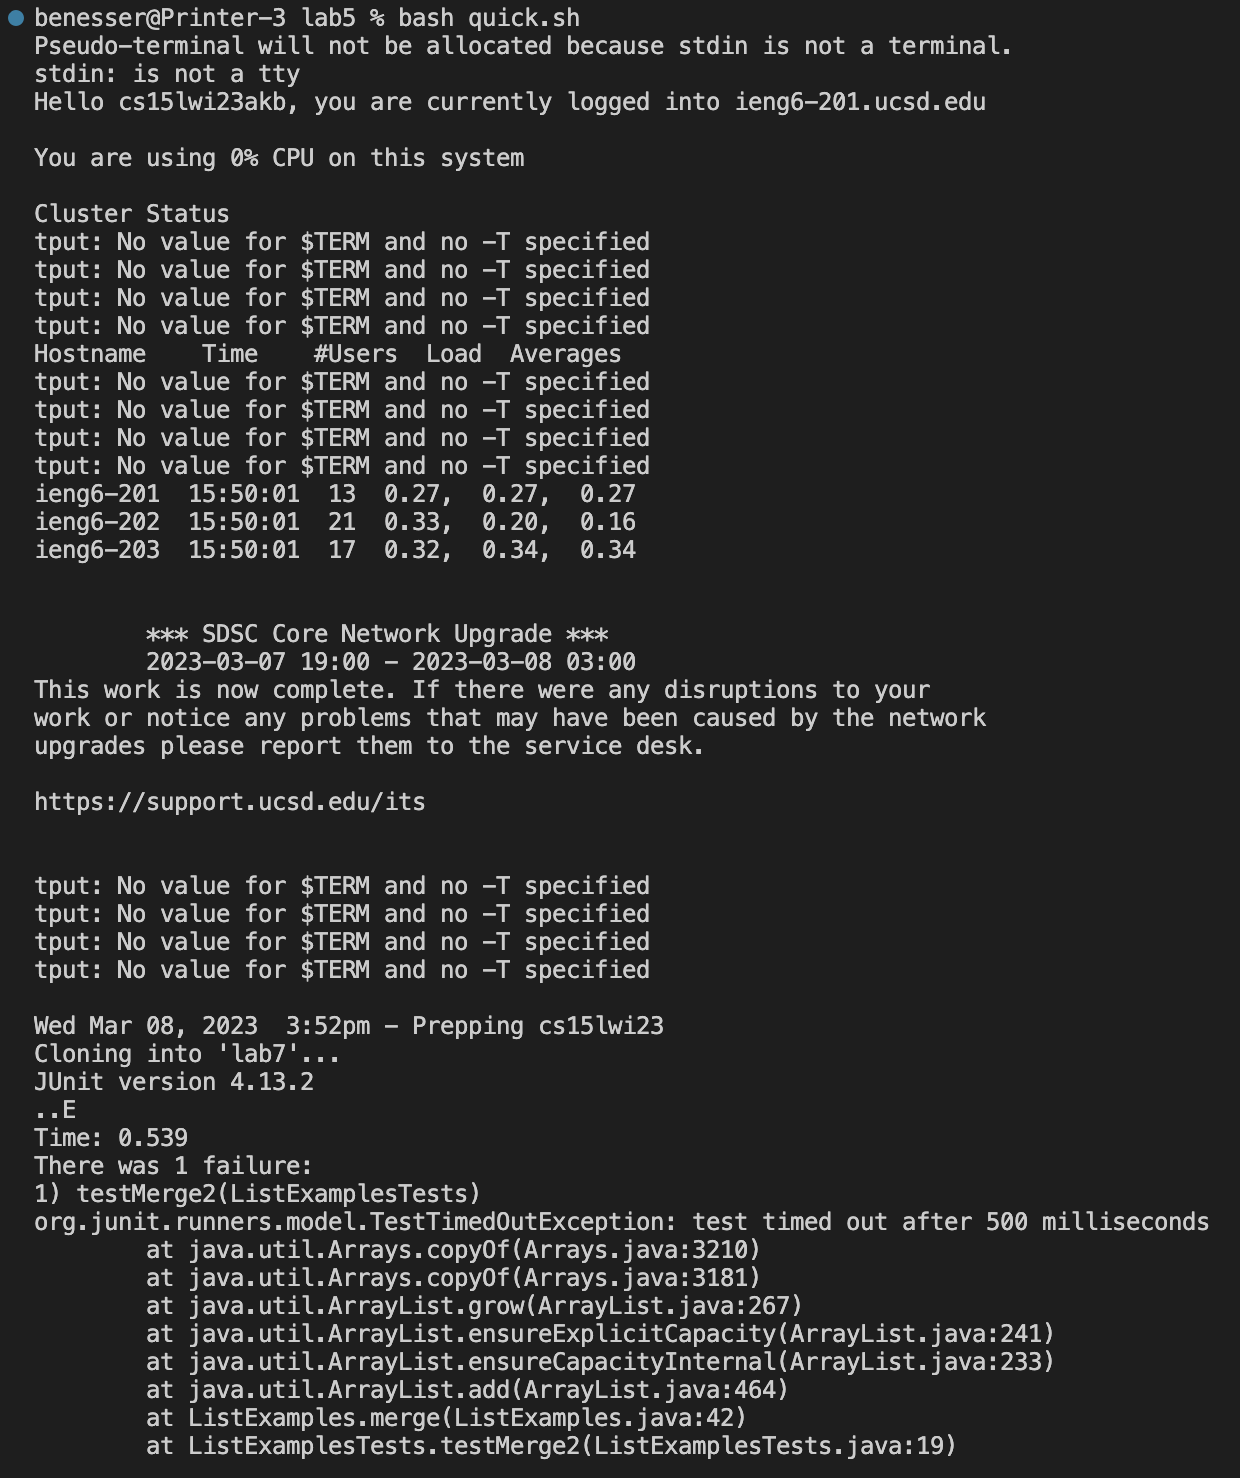 benesser@Printer-3 lab5 % bash quick.sh
Pseudo-terminal will not be allocated because stdin is not a terminal.
stdin: is not a tty
Hello cs15lwi23akb, you are currently logged into ieng6-201.ucsd.edu
You are using 0% CPU on this system
Cluster Status
tput: No value for $TERM and no -T specified
tput: No value for $TERM and no -T specified
tput: No value for $TERM and no -T specified
tput: No value for $TERM and no -T specified
Hostname    Time    #Users  Load  Averages
tput: No value for $TERM and no -T specified
tput: No value for $TERM and no -T specified
tput: No value for $TERM and no -T specified
tput: No value for $TERM and no -T specified
ieng6-201  15:50:01  13  0.27,  0.27,  0.27
ieng6-202  15:50:01  21  0.33,  0.20,  0.16
ieng6-203  15:50:01  17  0.32,  0.34,  0.34
*** SDSC Core Network Upgrade ***
2023-03-07 19:00 - 2023-03-08 03:00
This work is now complete. If there were any disruptions to your
work or notice any problems that may have been caused by the network
upgrades please report them to the service desk.
https://support.ucsd.edu/its
tput: No value for $TERM and no -T specified
tput: No value for $TERM and no -T specified
tput: No value for $TERM and no -T specified
tput: No value for $TERM and no -T specified
Wed Mar 08, 2023  3:52pm - Prepping cs15lwi23
Cloning into 'lab7'...
JUnit version 4.13.2
..E
Time: 0.539
There was 1 failure:
1) testMerge2(ListExamplesTests)
org.junit.runners.model.TestTimedOutException: test timed out after 500 milliseconds
at java.util.Arrays.copyOf(Arrays.java:3210)
at java.util.Arrays.copyOf(Arrays.java:3181)
at java.util.ArrayList.grow(ArrayList.java:267)
at java.util.ArrayList.ensureExplicitCapacity(ArrayList.java:241)
at java.util.ArrayList.ensureCapacityInternal(ArrayList.java:233)
at java.util.ArrayList.add(ArrayList.java:464)
at ListExamples.merge(ListExamples.java:42)
at ListExamplesTests.testMerge2(ListExamplesTests.java:19)